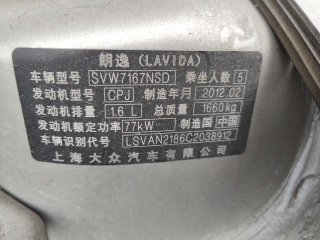 朗逸 (LAVIDA)
车辆型号 SVW7167NSD 乘坐人数 5
发动机型号 CPJ 制造年月 2012.02
发动机排量 1.6 L 总质量 1660kg
发动机额定功率 77kW 制造国 中国
车辆识别代号 LSVAN2186C2038912
上海大众汽车有限公司